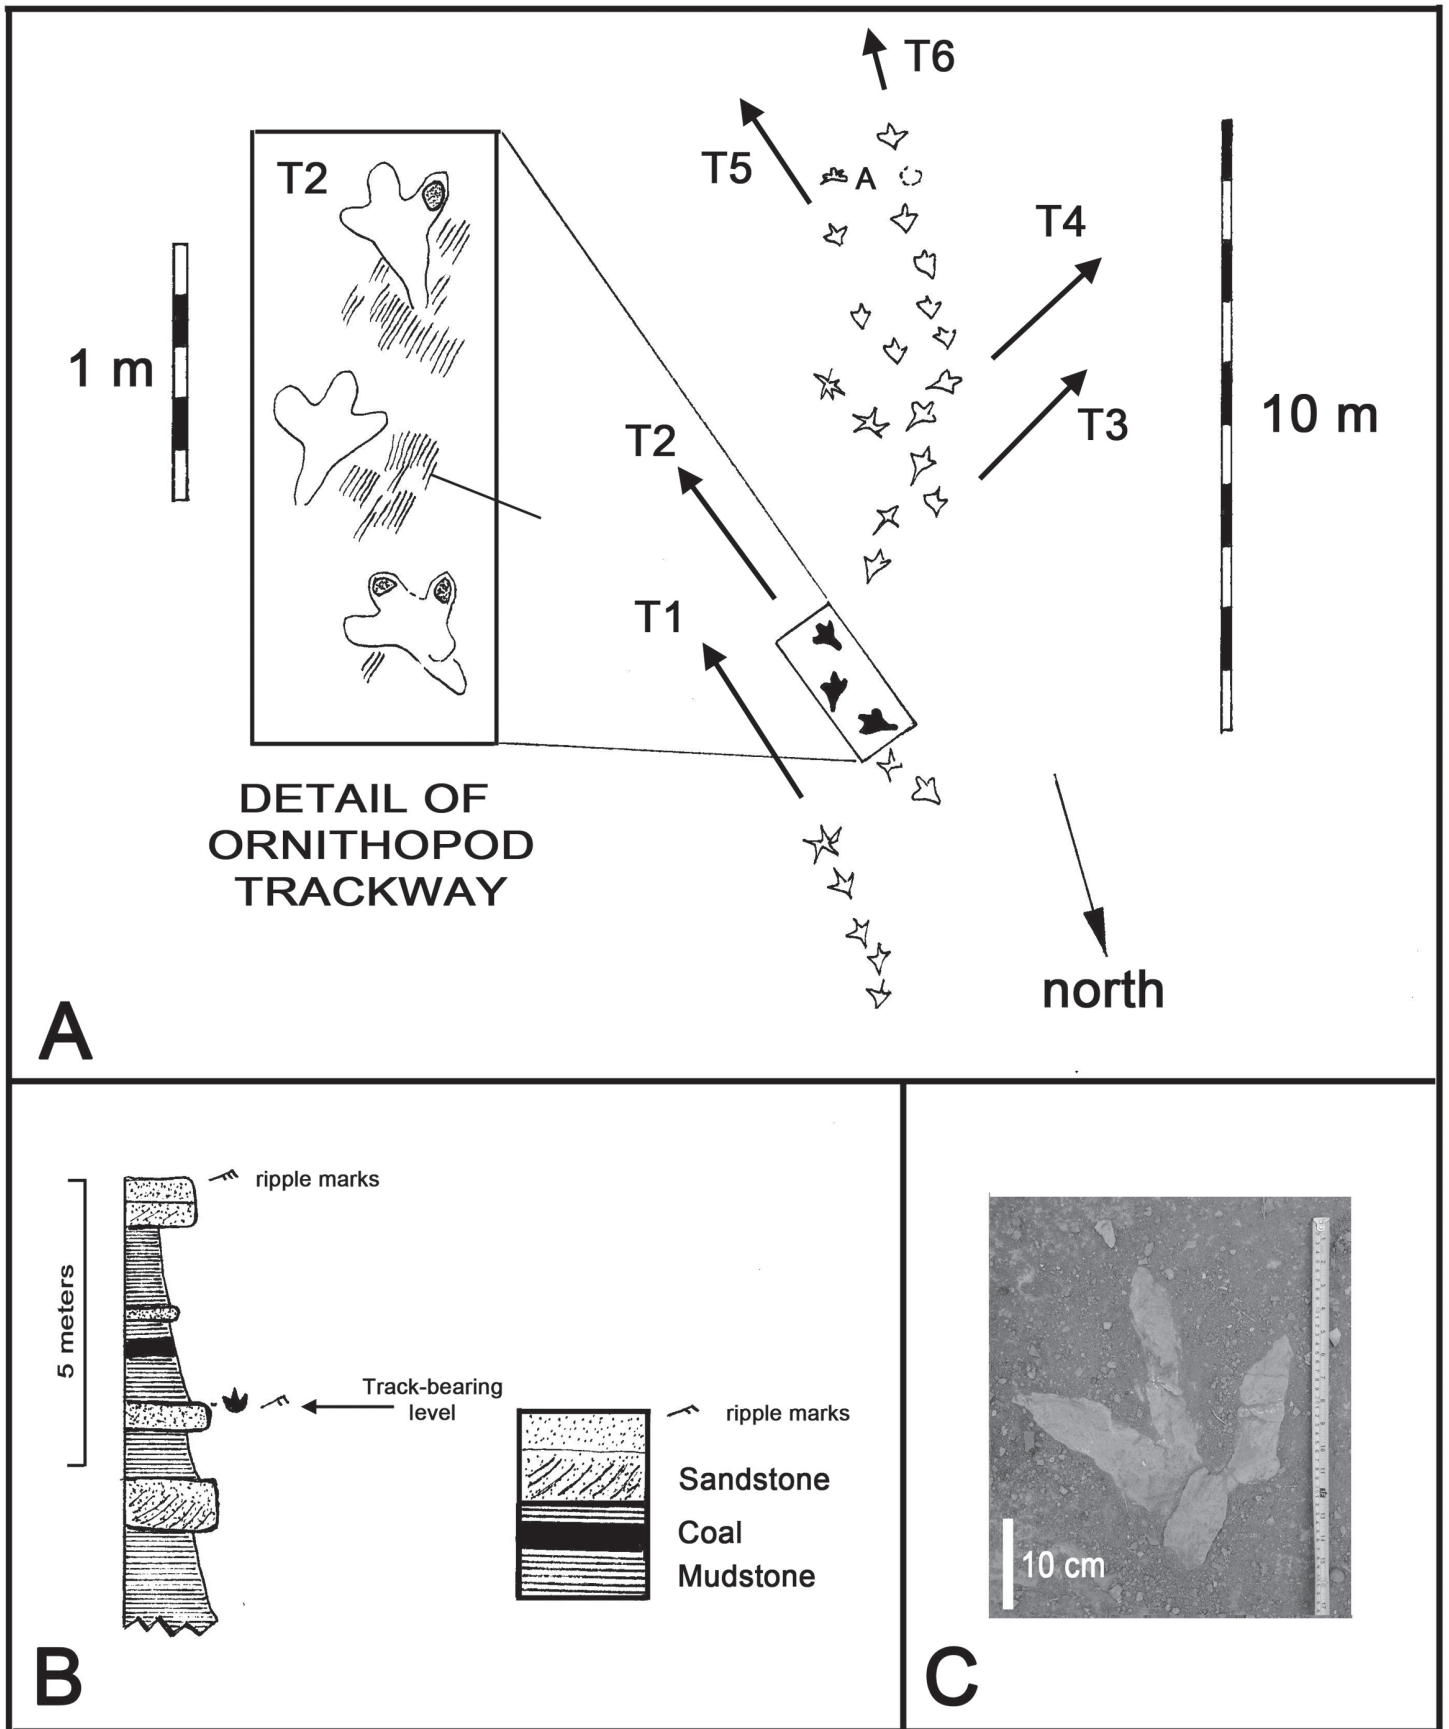 T6
T5
A
T2
T4
1 m
10 m
T3
T2
T1
DETAIL OF
ORNITHOPOD
TRACKWAY
north
A
ripple marks
5 meters
Track-bearing
level
ripple marks
Sandstone
Coal
Mudstone
B
10 cm
C